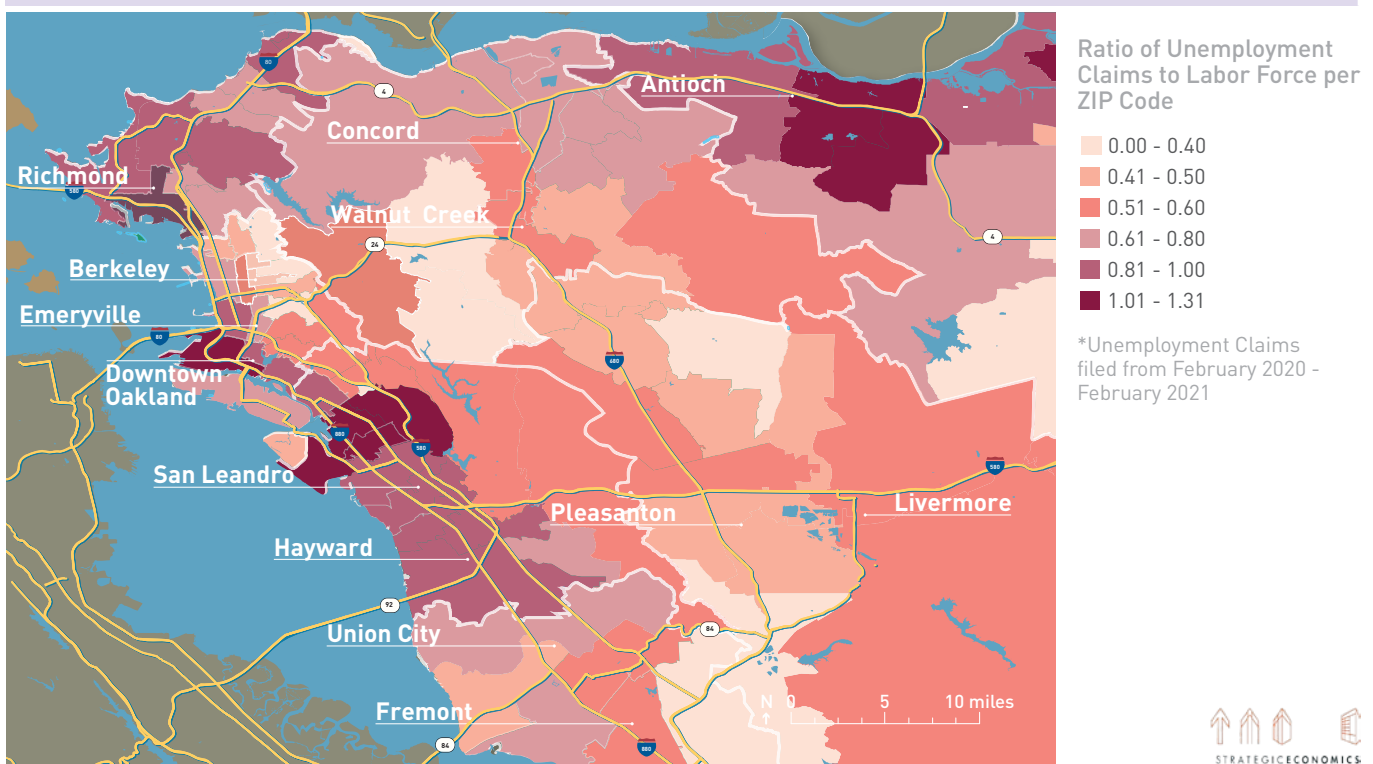 Ratio of Unemployment
Claims to Labor Force per
ZIP Code
0.00 - 0.40
0.41 - 0.50
0.51 - 0.60
0.61 - 0.80
0.81 - 1.00
1.01 - 1.31
*Unemployment Claims
filed from February 2020 -
February 2021
80
4
Antioch
Concord
Richmond
580
Walnut Creek
24
4
Berkeley
Emeryville
80
680
Downtown
Oakland
880
580
San Leandro
580
Pleasanton
Livermore
Hayward
92
Union City
84
N 0 5 10 miles
Fremont
84
880
STRATEGICECONOMICS